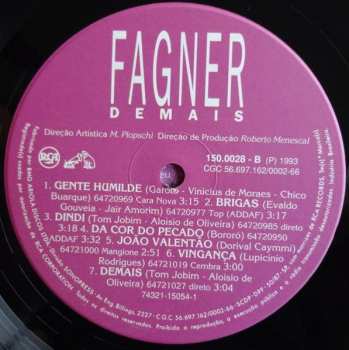 FAGNER
DEMAIS
Direção Artística M. Plopschi Direção de Produção Roberto Menescal
RCA
150.0028 - B (P) 1993
CGC 56.697.162/0002-66
1. GENTE HUMILDE (Garoto - Vinicius de Moraes - Chico
Buarque) 64720969 Cara Nova 3:15 2. BRIGAS (Evaldo
Gouveia - Jair Amorim) 64720977 Top (ADDAF) 3:17
3. DINDI (Tom Jobim - Aloisio de Oliveira) 64720985 direto
3:18 4. DA COR DO PECADO (Bororo) 64720990
ADDAF 3:32 5. JOÃO VALENTÃO (Dorival Caymmi)
64721000 Mangione 2:51 6. VINGANÇA (Lupicínio
Rodrigues) 64721019 Cembra 3:00
7. DEMAIS (Tom Jobim - Aloisio de
Oliveira) 64721027 direto 3:04
74321-15054-1